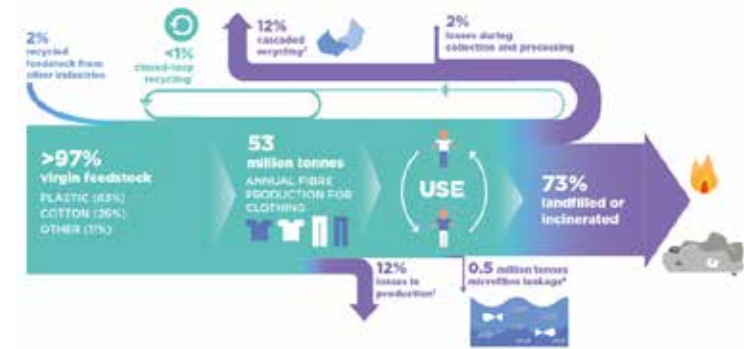 2%
recycled
feedstock from
other industries
<1%
closed-loop
recycling
12%
cascaded
recycling
2%
losses during
collection and processing
>97%
virgin feedstock
PLASTIC (63%)
COTTON (26%)
OTHER (11%)
53
million tonnes
ANNUAL FIBRE
PRODUCTION FOR
CLOTHING
USE
73%
landfilled or
incinerated
12%
losses in
production
0.5 million tonnes
microfibre leakage